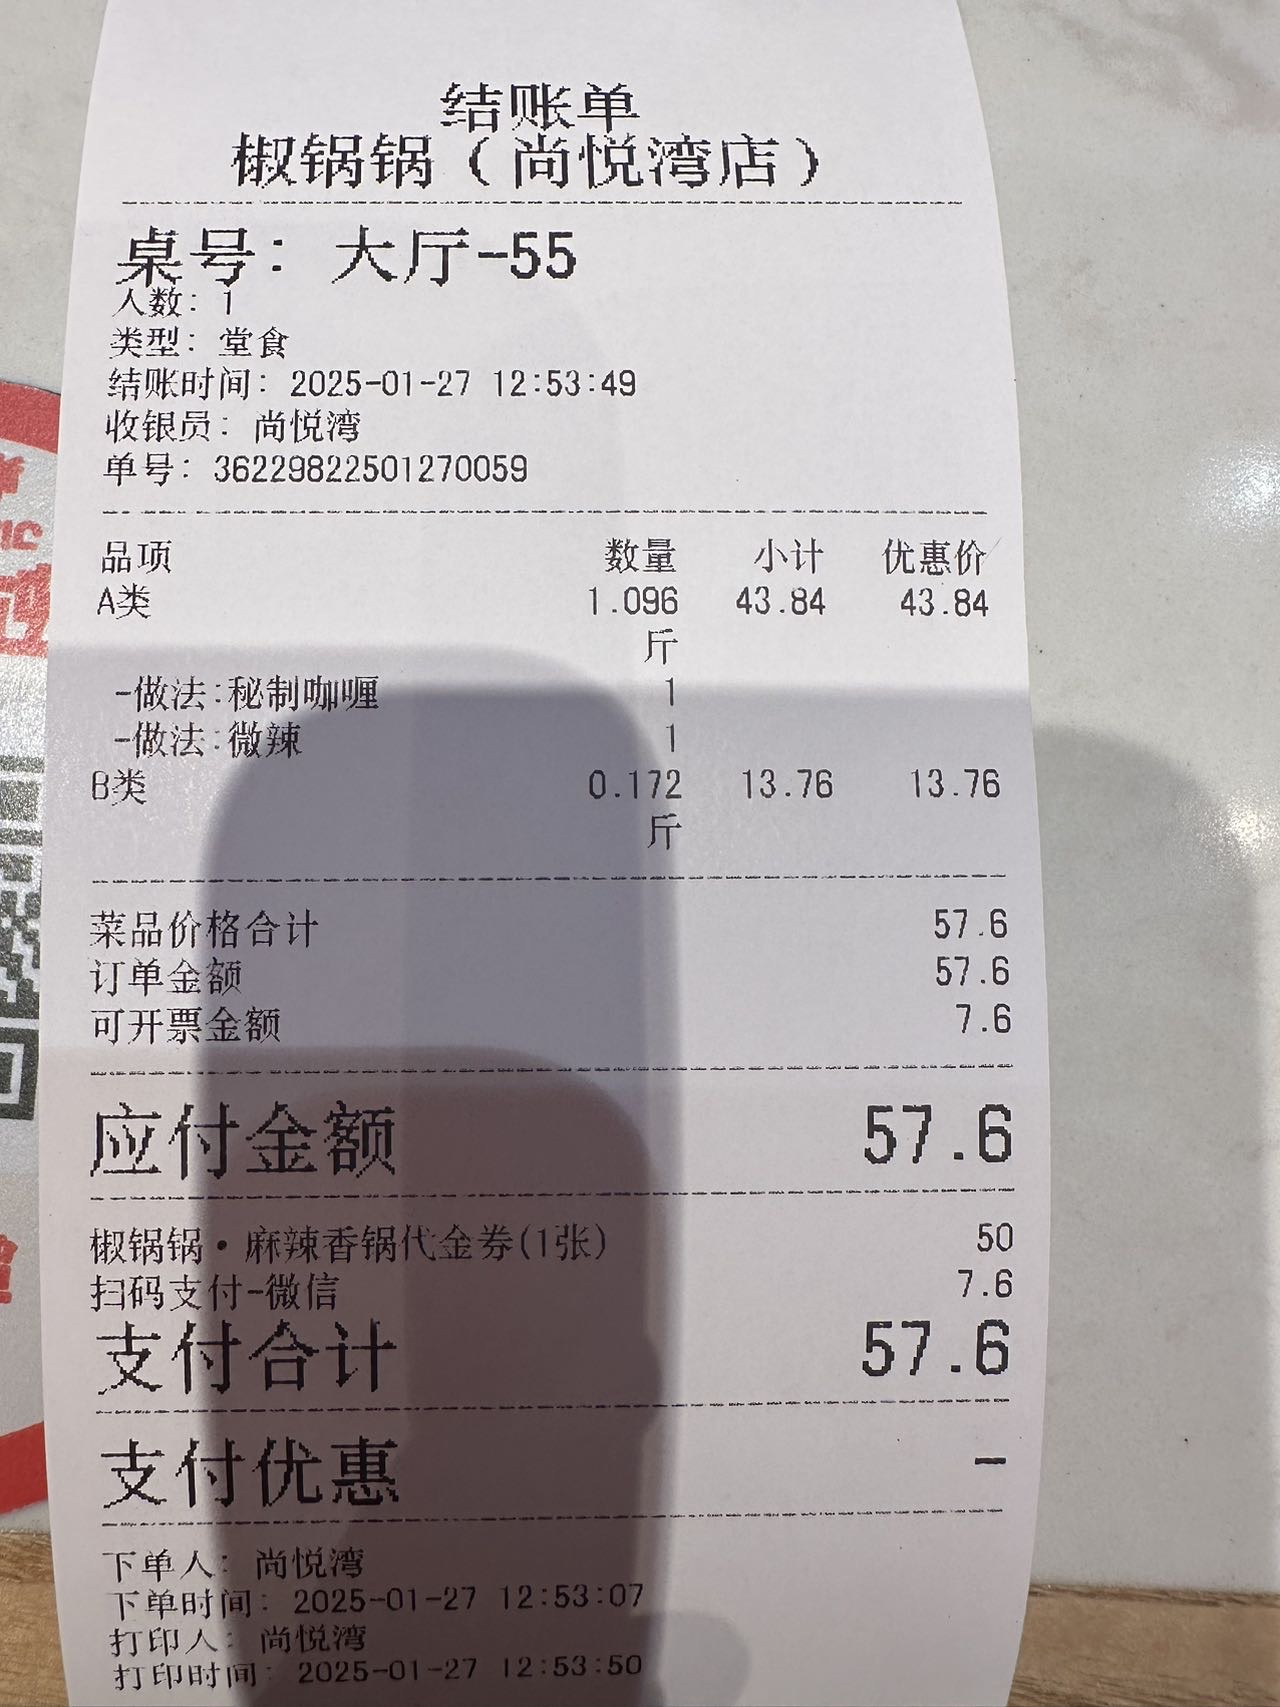 结账单
椒锅锅（尚悦湾店）
桌号：大厅-55
人数：1
类型：堂食
结账时间：2025-01-27 12:53:49
收银员：尚悦湾
单号：36229822501270059
品项 数量 小计 优惠价
A类 1.096 43.84 43.84
斤
-做法:秘制咖喱 1
-做法:微辣 1
B类 0.172 13.76 13.76
斤
菜品价格合计 57.6
订单金额 57.6
可开票金额 7.6
应付金额 57.6
椒锅锅·麻辣香锅代金券(1张) 50
扫码支付-微信 7.6
支付合计 57.6
支付优惠 -
下单人：尚悦湾
下单时间：2025-01-27 12:53:07
打印人：尚悦湾
打印时间：2025-01-27 12:53:50